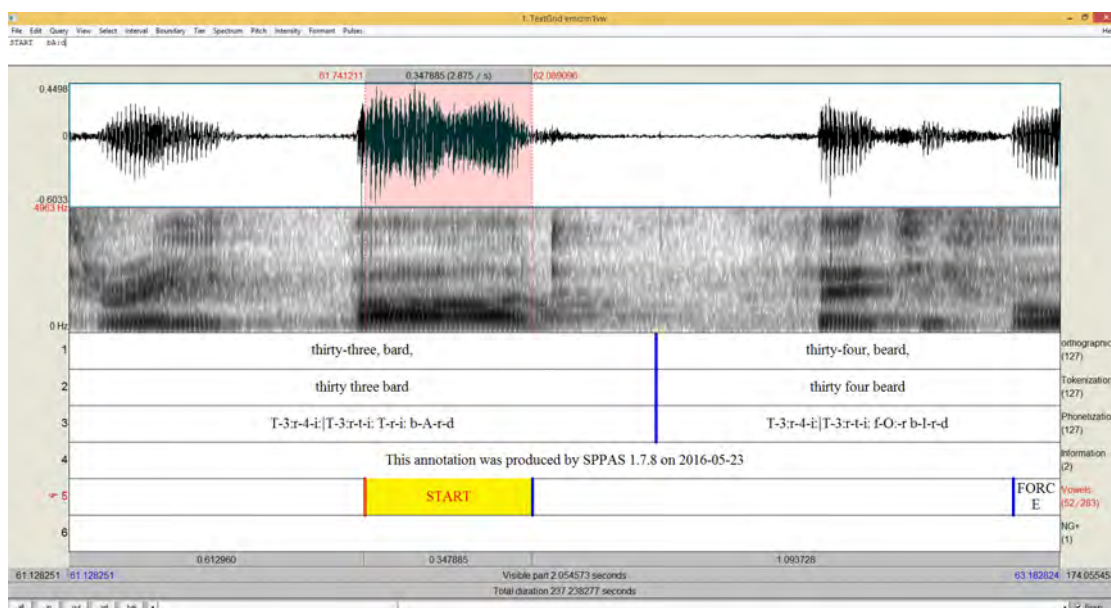 1. TextGrid emicrm1vw
File Edit Query View Select Interval Boundary Tier Spectrum Pitch Intensity Formant Pulses He
START bA:d
61.741211 0.347885 (2.875 / s) 62.089096
0.4498
0
-0.6033
4963 Hz
0 Hz
1 thirty-three, bard, thirty-four, beard, orthographic (127)
2 thirty three bard thirty four beard Tokenization (127)
3 T-3:r-4-i:|T-3:r-t-i: T-r-i: b-A-r-d T-3:r-4-i:|T-3:r-t-i: f-O:-r b-I-r-d Phonetization (127)
4 This annotation was produced by SPPAS 1.7.8 on 2016-05-23 Information (2)
5 START FORC E Vowels (52/283)
6 NG+ (1)
0.612960 0.347885 1.093728
61.128251 61.128251 Visible part 2.054573 seconds 63.182824 174.05545
Total duration 237.238277 seconds